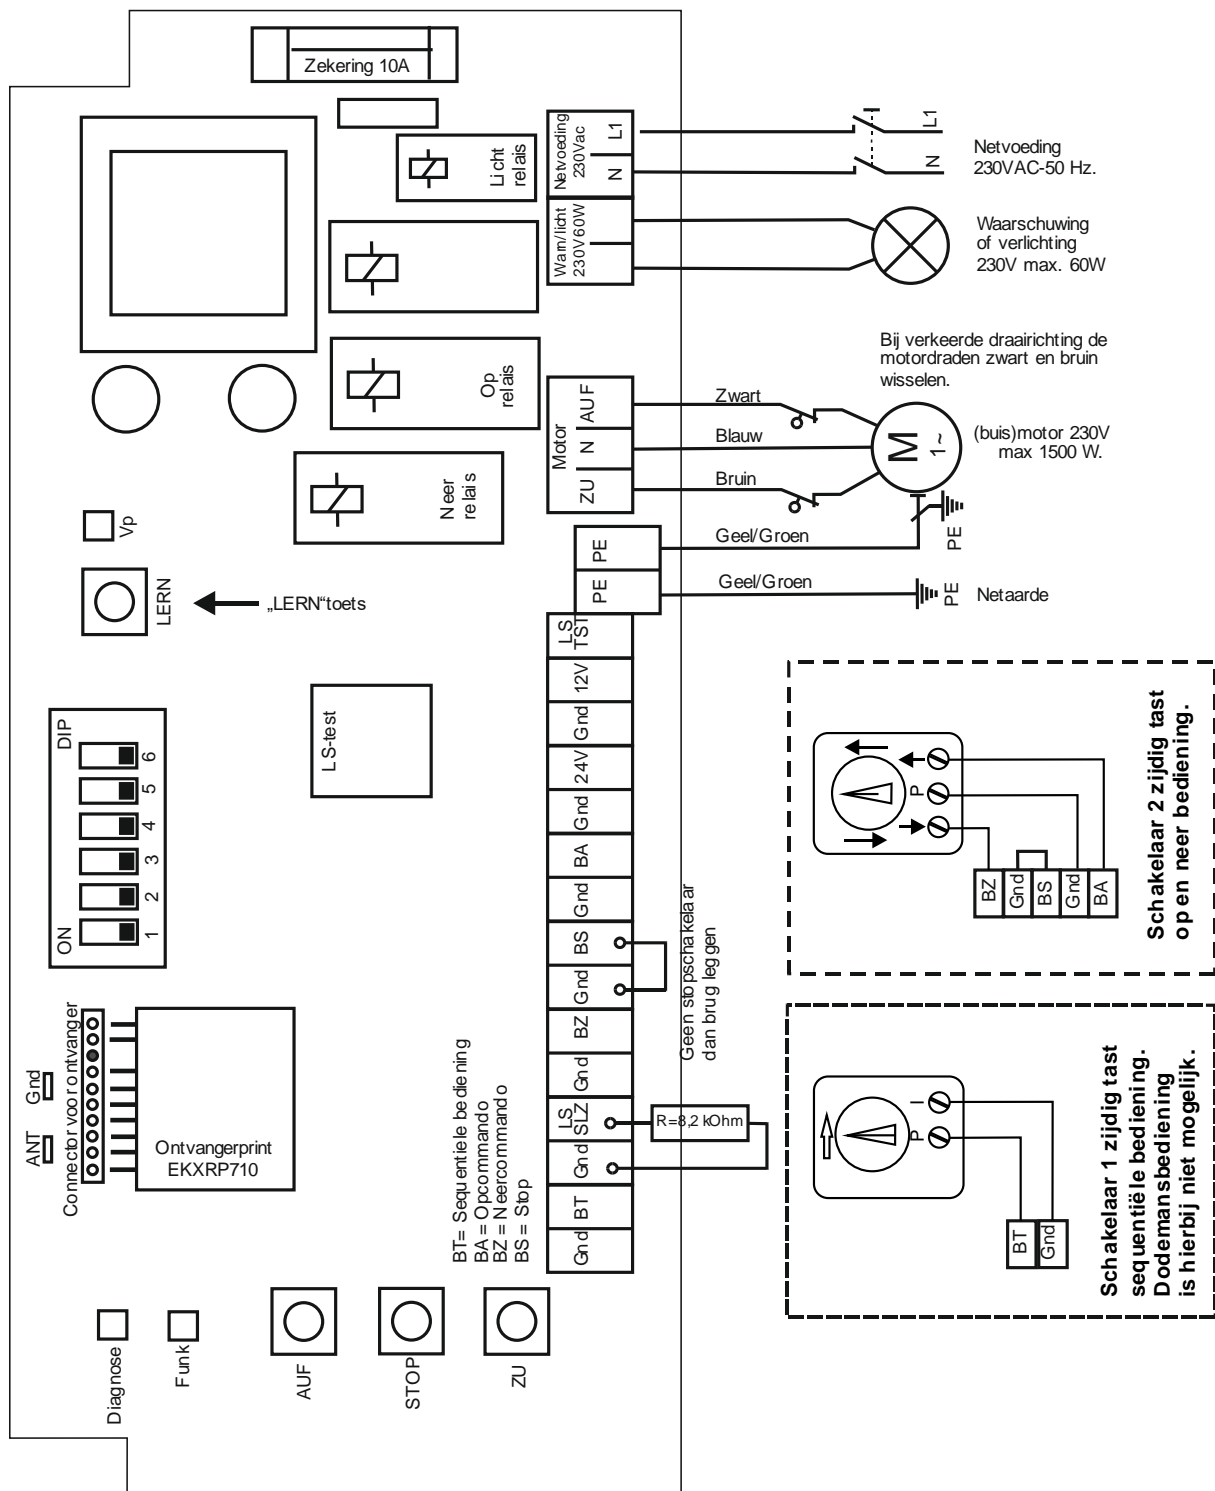 Zekering 10A
Licht
relais
Netvoeding
230Vac
L1
N
Warn/licht
230V60W
L1
N
Netvoeding
230VAC-50 Hz.
Waarschuwing
of verlichting
230V max. 60W
Op
relais
Neer
relais
Motor
AUF
N
ZU
Zwart
Blauw
Bruin
Bij verkeerde draairichting de
motordraden zwart en bruin
wisselen.
M
1~
(buis)motor 230V
max 1500 W.
PE
PE
Geel/Groen
Geel/Groen
PE
PE
Netaarde
Vp
LERN
„LERN“toets
DIP
ON
1 2 3 4 5 6
LS-test
LS
TST
12V
Gnd
24V
Gnd
BA
Gnd
BS
Gnd
BZ
Gnd
LS
SLZ
Gnd
BT
Gnd
Geen stopschakelaar
dan brug leggen
R=8,2 kOhm
ANT
Gnd
Connector voor ontvanger
Ontvangerprint
EKXRP710
BT= Sequentiele bediening
BA = Opcommando
BZ = Neercommando
BS = Stop
Diagnose
Funk
AUF
STOP
ZU
P
BZ
Gnd
BS
Gnd
BA
Schakelaar 2 zijdig tast
op en neer bediening.
P
I
BT
Gnd
Schakelaar 1 zijdig tast
sequentiële bediening.
Dodemansbediening
is hierbij niet mogelijk.